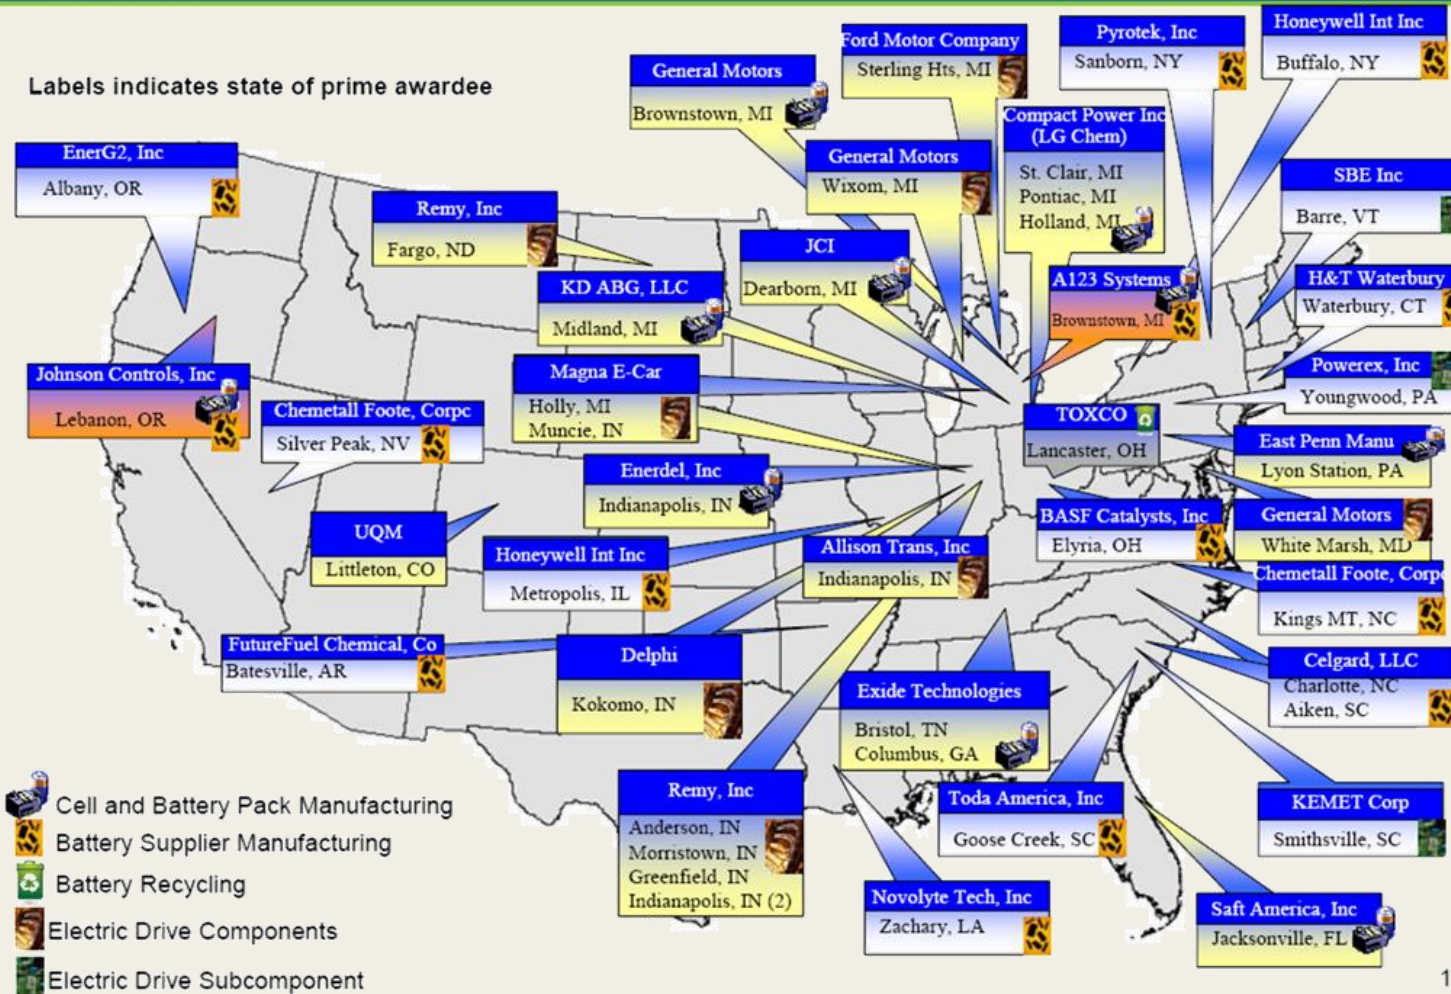 Labels indicates state of prime awardee
General Motors
Brownstown, MI
Ford Motor Company
Sterling Hts, MI
Pyrotek, Inc
Sanborn, NY
Honeywell Int Inc
Buffalo, NY
EnerG2, Inc
Albany, OR
Remy, Inc
Fargo, ND
General Motors
Wixom, MI
Compact Power Inc
(LG Chem)
St. Clair, MI
Pontiac, MI
Holland, MI
SBE Inc
Barre, VT
JCI
Dearborn, MI
KD ABG, LLC
Midland, MI
A123 Systems
Brownstown, MI
H&T Waterbury
Waterbury, CT
Johnson Controls, Inc
Lebanon, OR
Magna E-Car
Holly, MI
Muncie, IN
Powerex, Inc
Youngwood, PA
Chemetall Foote, Corpc
Silver Peak, NV
TOXCO
Lancaster, OH
East Penn Manu
Lyon Station, PA
Enerdel, Inc
Indianapolis, IN
UQM
Littleton, CO
BASF Catalysts, Inc
Elyria, OH
General Motors
White Marsh, MD
Honeywell Int Inc
Metropolis, IL
Allison Trans, Inc
Indianapolis, IN
Chemetall Foote, Corpc
Kings MT, NC
FutureFuel Chemical, Co
Batesville, AR
Delphi
Kokomo, IN
Exide Technologies
Bristol, TN
Columbus, GA
Celgard, LLC
Charlotte, NC
Aiken, SC
Remy, Inc
Anderson, IN
Morristown, IN
Greenfield, IN
Indianapolis, IN (2)
Toda America, Inc
Goose Creek, SC
KEMET Corp
Smithsville, SC
Novolyte Tech, Inc
Zachary, LA
Saft America, Inc
Jacksonville, FL
Cell and Battery Pack Manufacturing
Battery Supplier Manufacturing
Battery Recycling
Electric Drive Components
Electric Drive Subcomponent
1